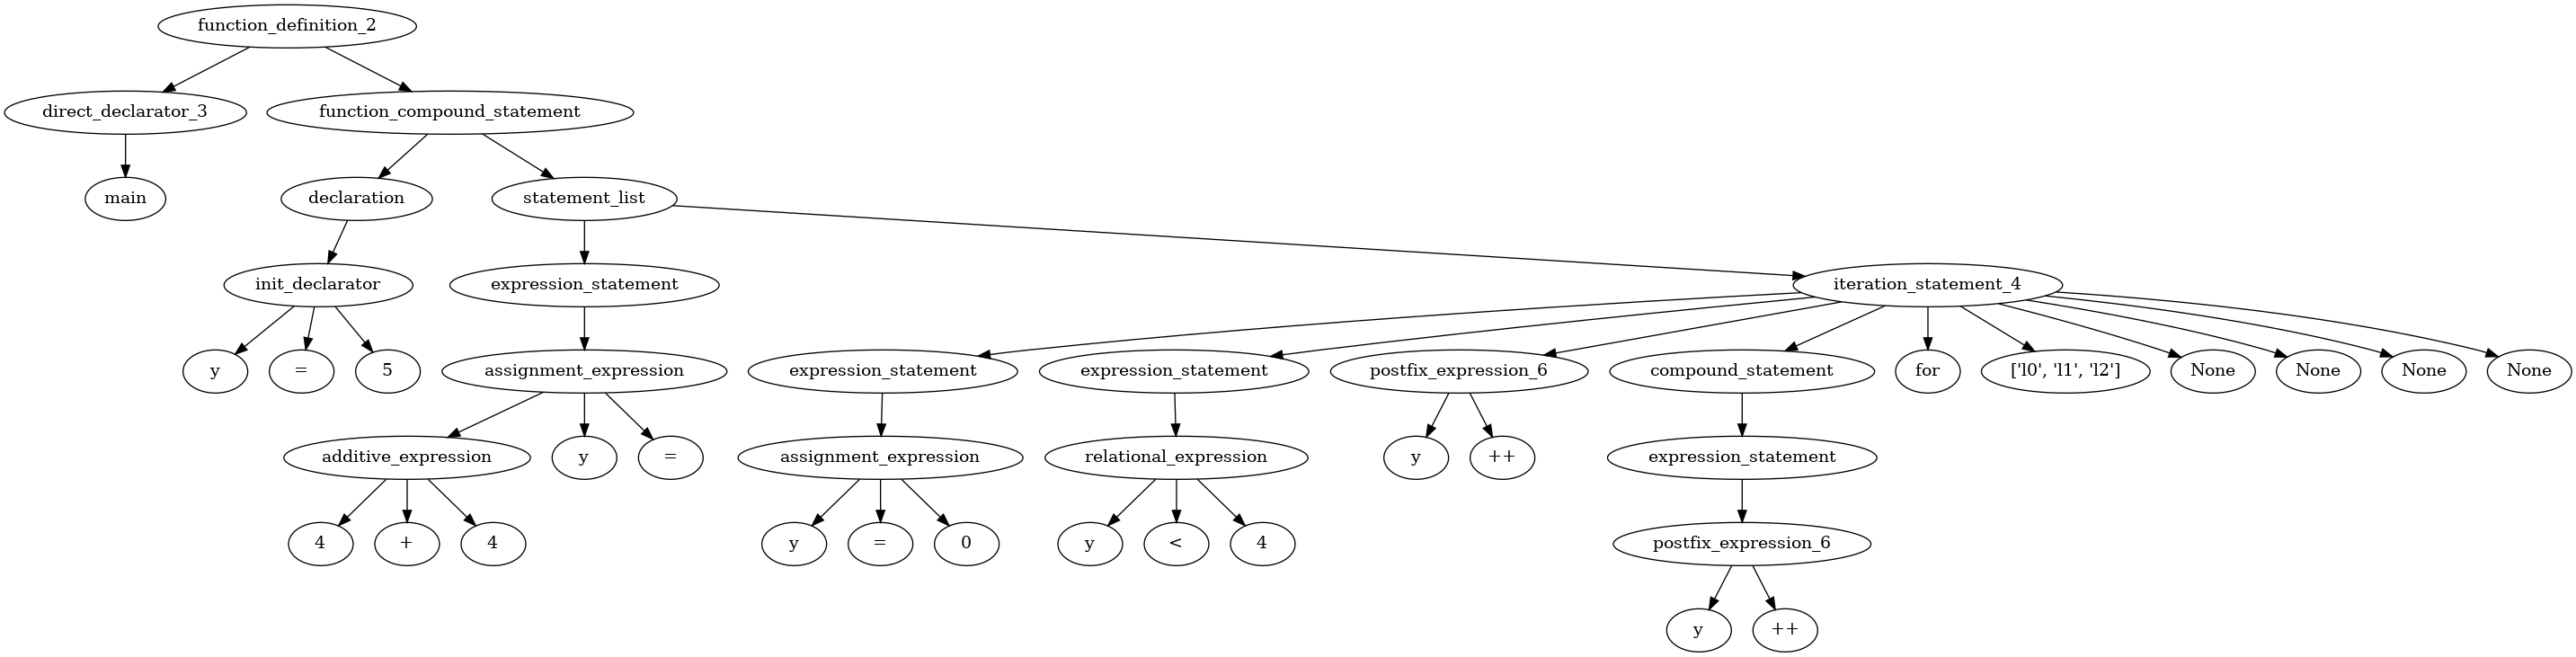 function_definition_2
direct_declarator_3
function_compound_statement
main
declaration
statement_list
init_declarator
expression_statement
iteration_statement_4
y
=
5
assignment_expression
expression_statement
expression_statement
postfix_expression_6
compound_statement
for
['l0', 'l1', 'l2']
None
None
None
None
additive_expression
y
=
assignment_expression
relational_expression
y
++
expression_statement
4
+
4
y
=
0
y
<
4
postfix_expression_6
y
++